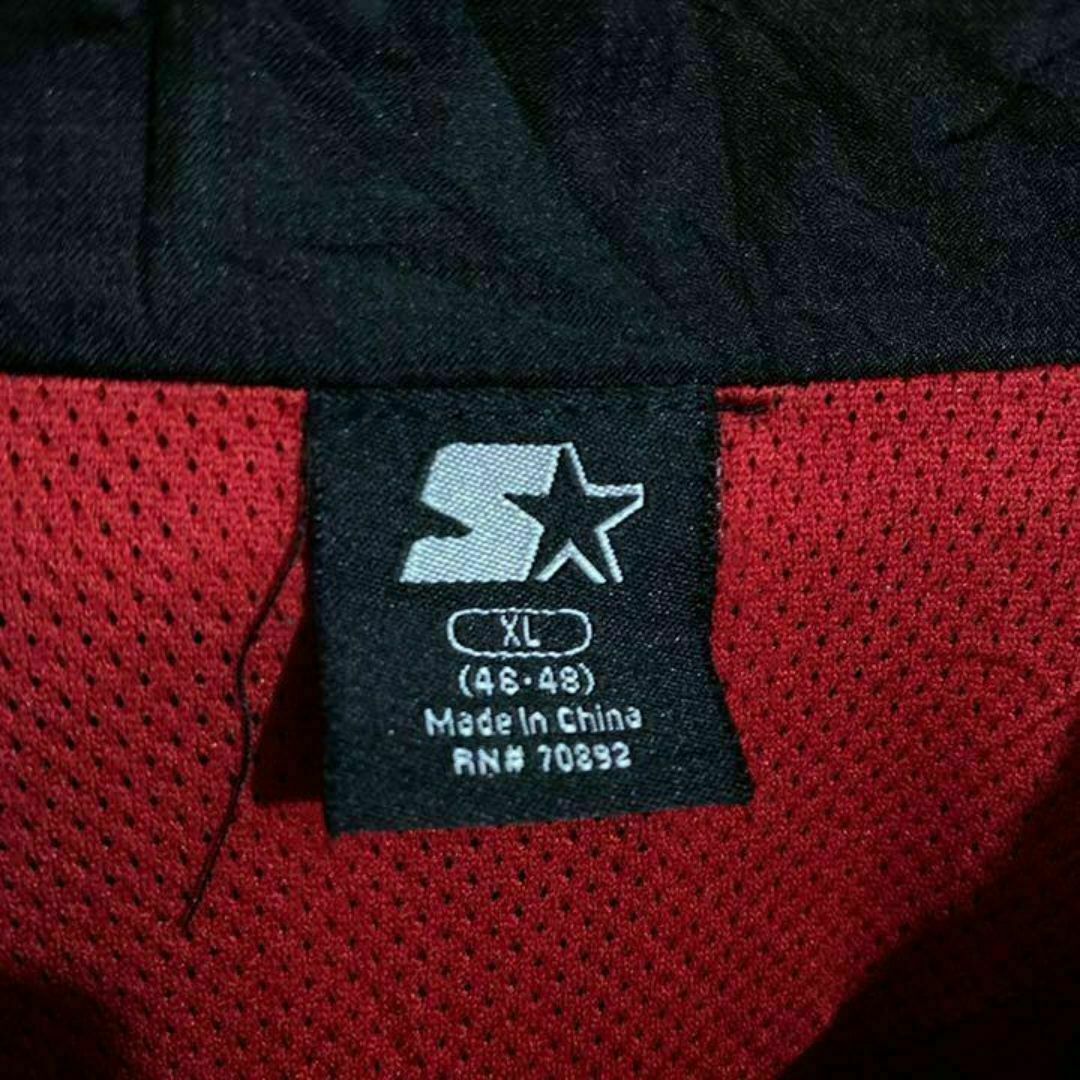 XL
(46-48)
Made In China
RN# 70892